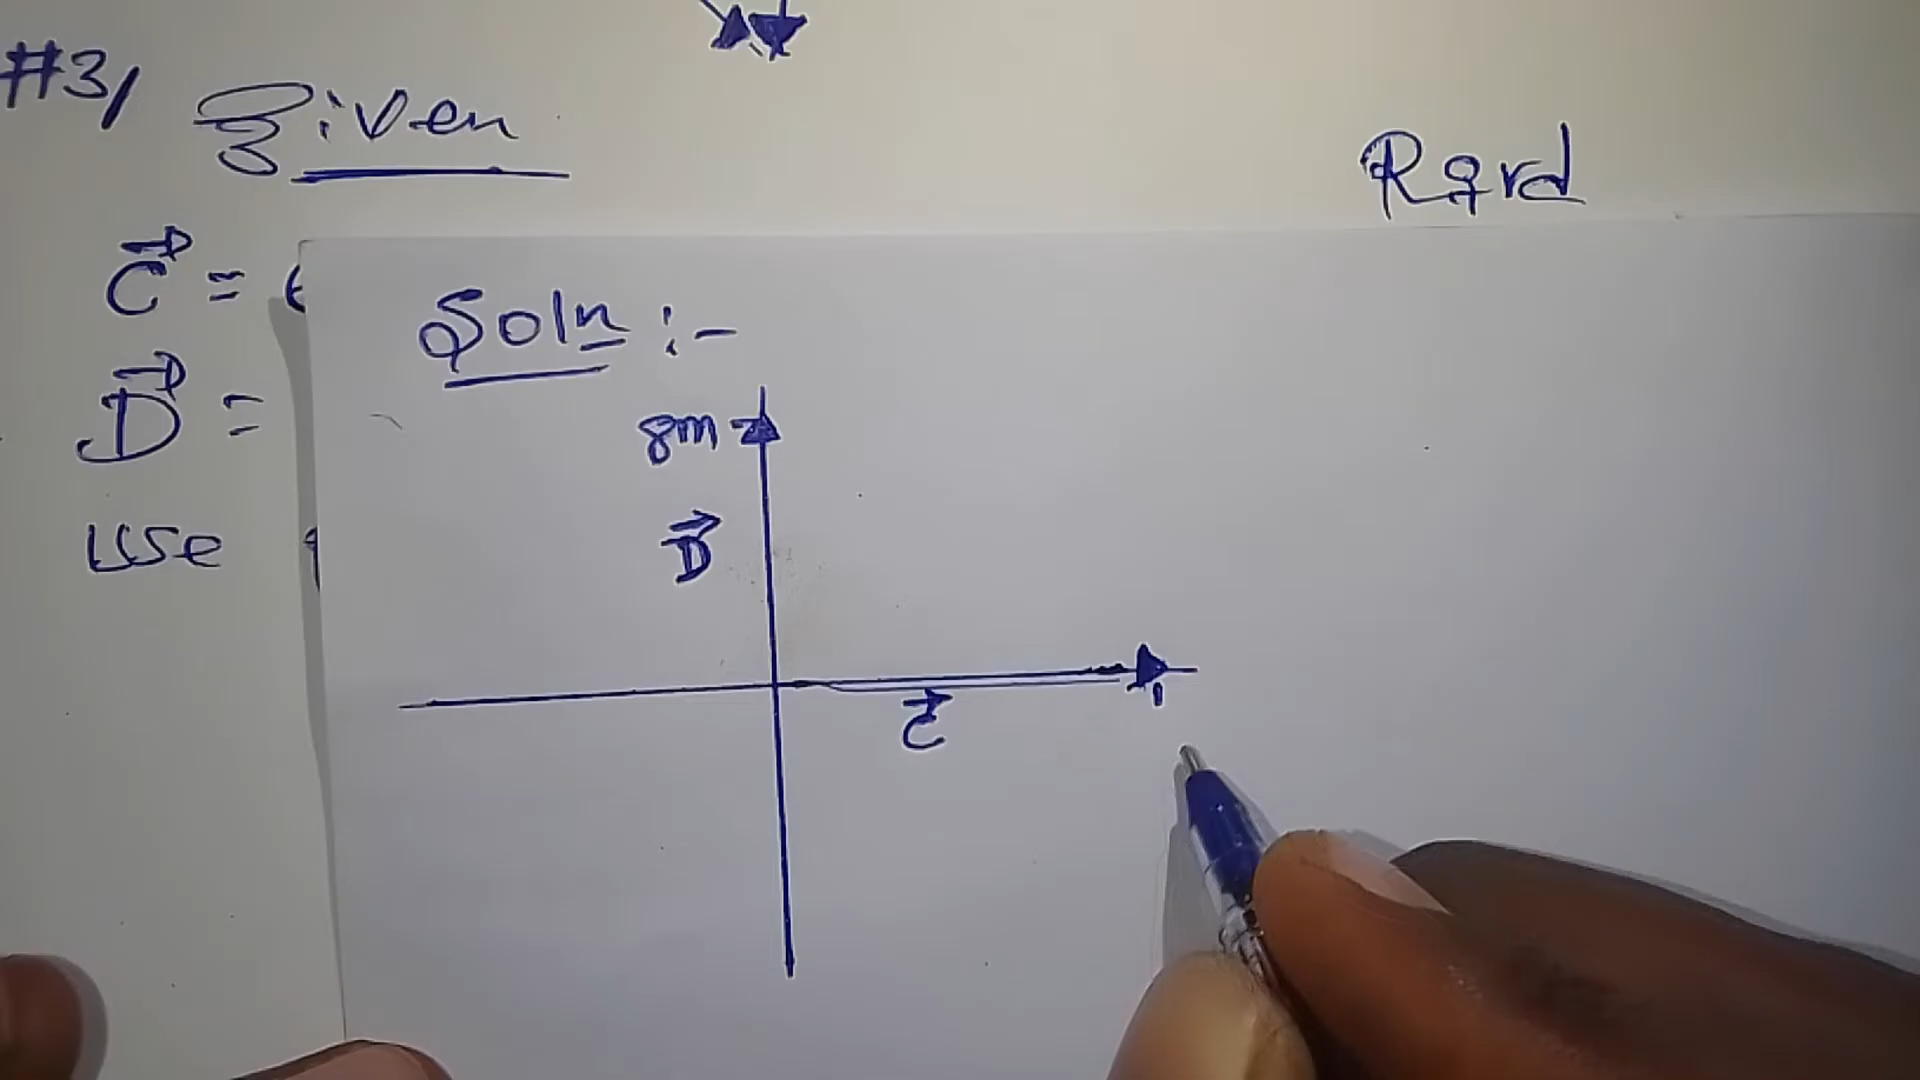 #3/ Given
Rqrd
C =
D =
use
Soln :-
8m
D
C